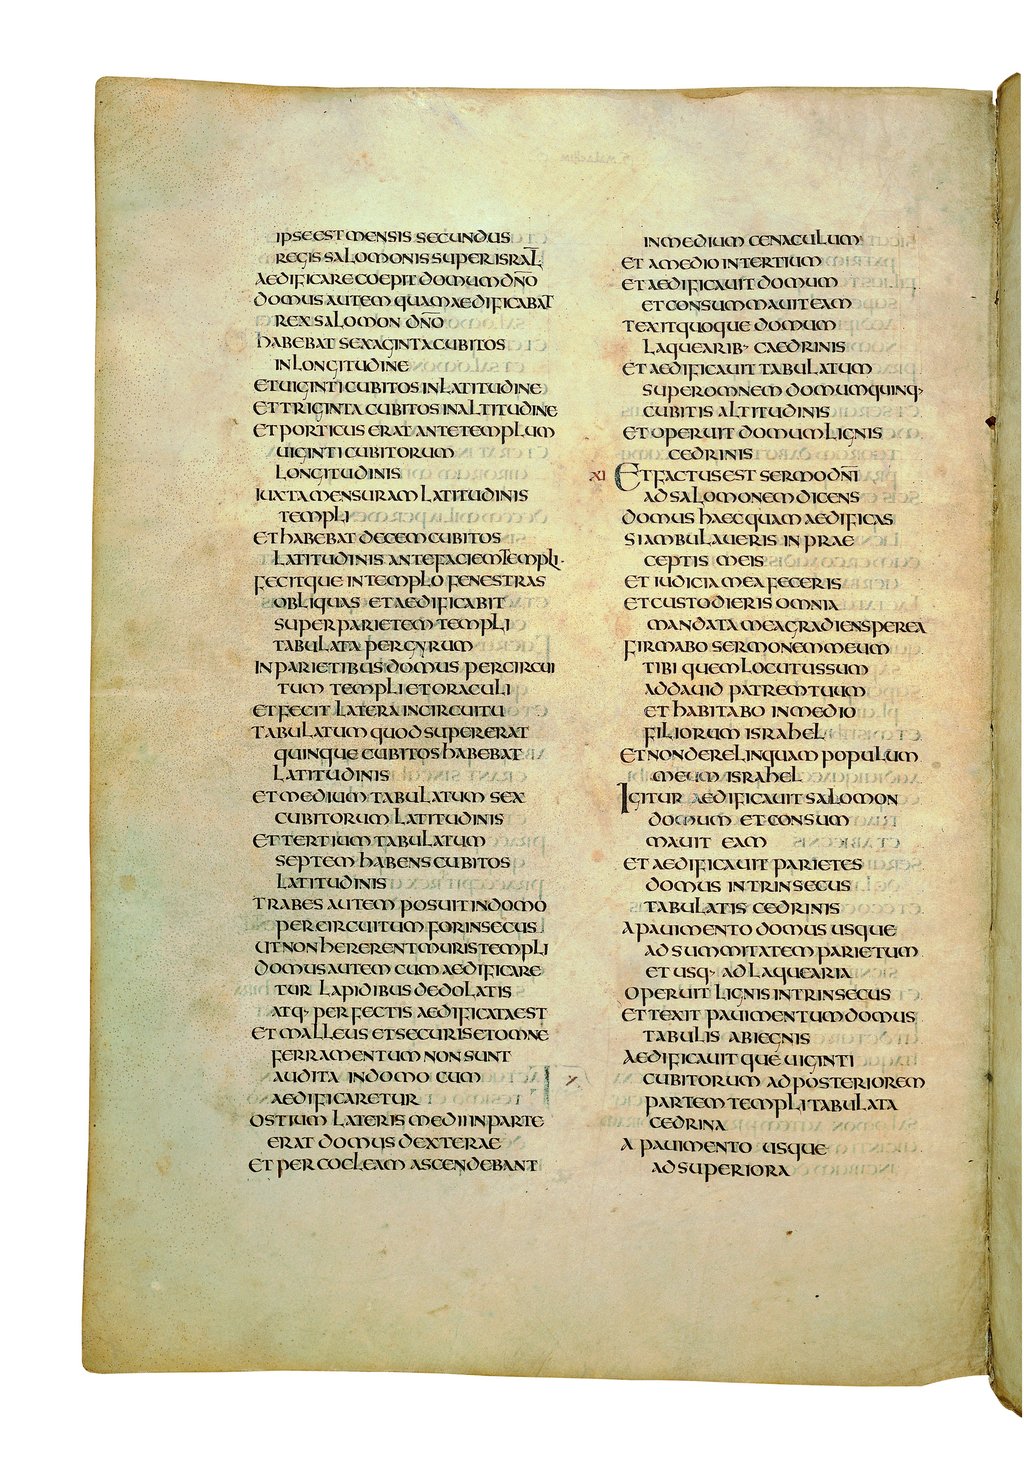 ipse est mensis secundus
regis salomonis super isral̅
aedificare coepit domum dn̅o
domus autem quam aedificabat
rex salomon dn̅o
habebat sexaginta cubitos
in longitudine
et uiginti cubitos in latitudine
et triginta cubitos in altitudine
et porticus erat ante templum
uiginti cubitorum
longitudinis
iuxta mensuram latitudinis
templi
et habebat decem cubitos
latitudinis ante faciem templi·
fecitque in templo fenestras
obliquas et aedificabit
super parietem templi
tabulata per gyrum
in parietibus domus per circui
tum templi et oraculi
et fecit latera in circuitu
tabulatum quod super erat
quinque cubitos habebat
latitudinis
et medium tabulatum sex
cubitorum latitudinis
et tertium tabulatum
septem habens cubitos
latitudinis
trabes autem posuit in domo
per circuitum forinsecus
ut non hererent muris templi
domus autem cum aedificare
tur lapidibus dedolatis
atq· perfectis aedificata est
et malleus et securis et omne
ferramentum non sunt
audita in domo cum
x
aedificaretur
ostium lateris medii in parte
erat domus dexterae
et per cocleam ascendebant
in medium cenaculum
et a medio in tertium
et aedificauit domum
et consummauit eam
texit quoque domum
laquearib· caedrinis
et aedificauit tabulatum
super omnem domum quinq·
cubitis altitudinis
et operuit domum lignis
cedrinis
xi Et factus est sermo dn̅i
ad salomonem dicens
domus haec quam aedificas
si ambulaueris in prae
ceptis meis
et iudicia mea feceris
et custodieris omnia
mandata mea gradiens per ea
firmabo sermonem meum
tibi quem locutus sum
ad dauid patrem tuum
et habitabo in medio
filiorum israhel
et non derelinquam populum
meum israhel
Igitur aedificauit salomon
domum et consum
mauit eam
et aedificauit parietes
domus intrinsecus
tabulatis cedrinis
a pauimento domus usque
ad summitatem parietum
et usq· ad laquearia
operuit lignis intrinsecus
et texit pauimentum domus
tabulis abiegnis
aedificauit que uiginti
cubitorum ad posteriorem
partem templi tabulata
cedrina
a pauimento usque
ad superiora